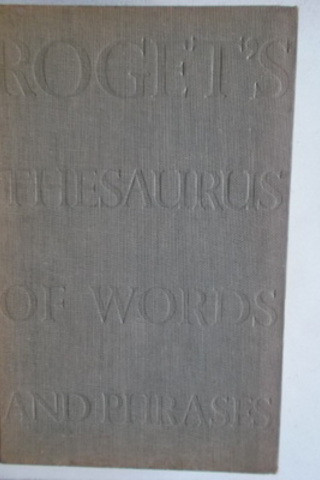 ROGET'S
THESAURUS
OF WORDS
AND PHRASES